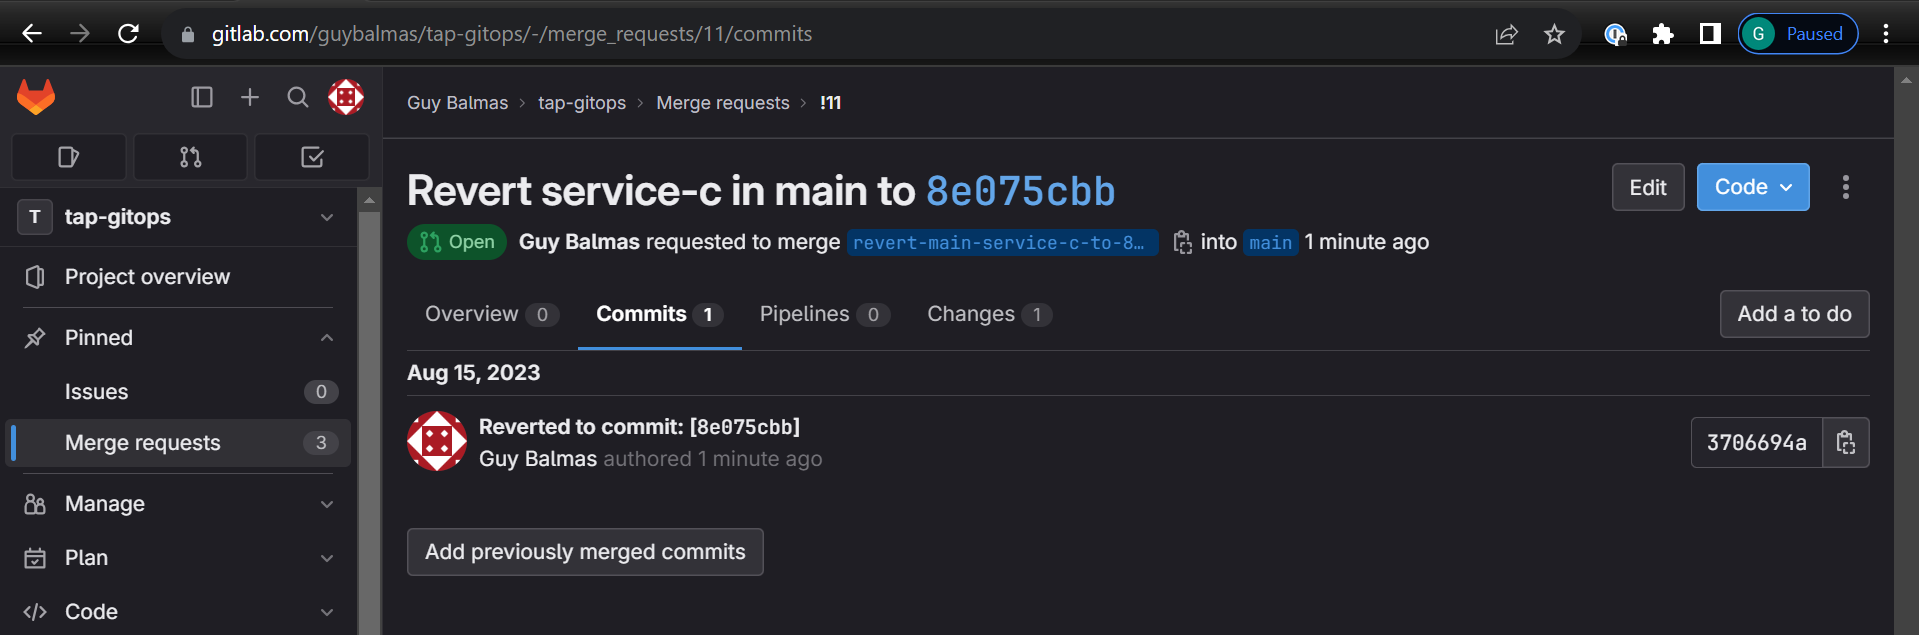 gitlab.com/guybalmas/tap-gitops/-/merge_requests/11/commits
G Paused
Guy Balmas › tap-gitops › Merge requests › !11
T tap-gitops
Project overview
Pinned
Issues 0
Merge requests 3
Manage
Plan
Code
Revert service-c in main to 8e075cbb
Edit
Code
Open Guy Balmas requested to merge revert-main-service-c-to-8… into main 1 minute ago
Overview 0 Commits 1 Pipelines 0 Changes 1
Add a to do
Aug 15, 2023
Reverted to commit: [8e075cbb]
Guy Balmas authored 1 minute ago
3706694a
Add previously merged commits